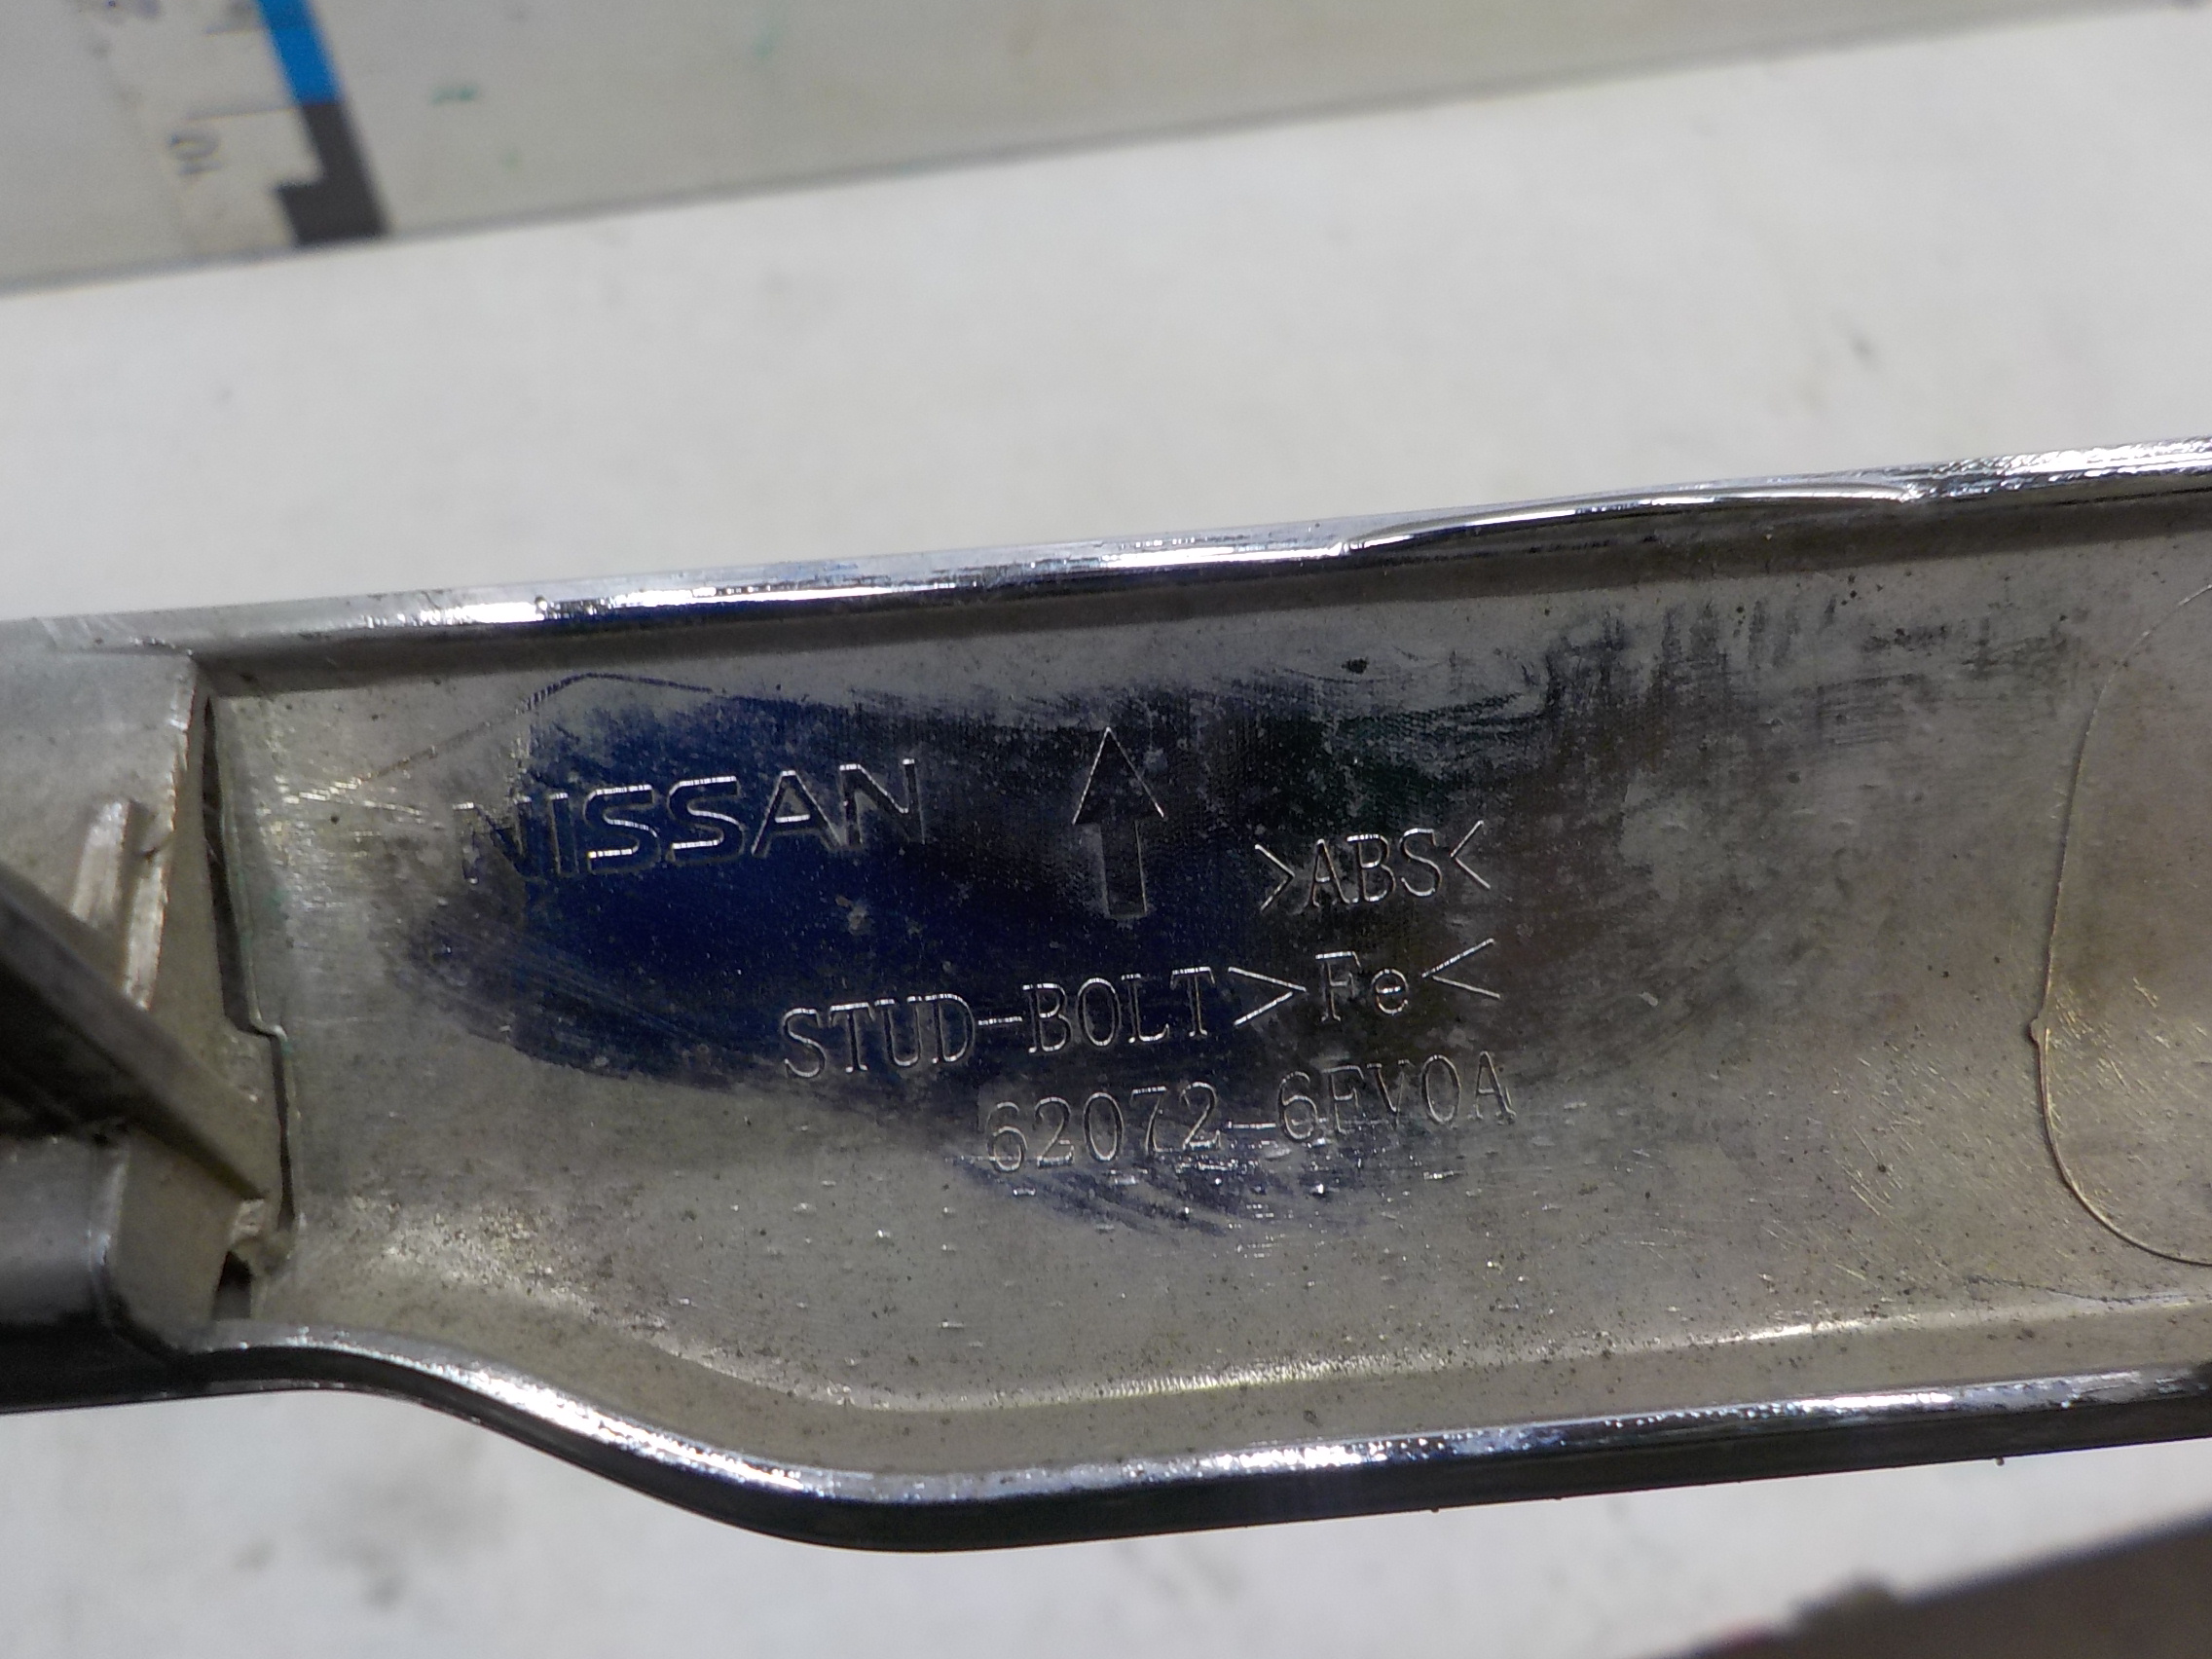 NISSAN
>ABS<
STUD-BOLT>Fe<
62072-6FV0A